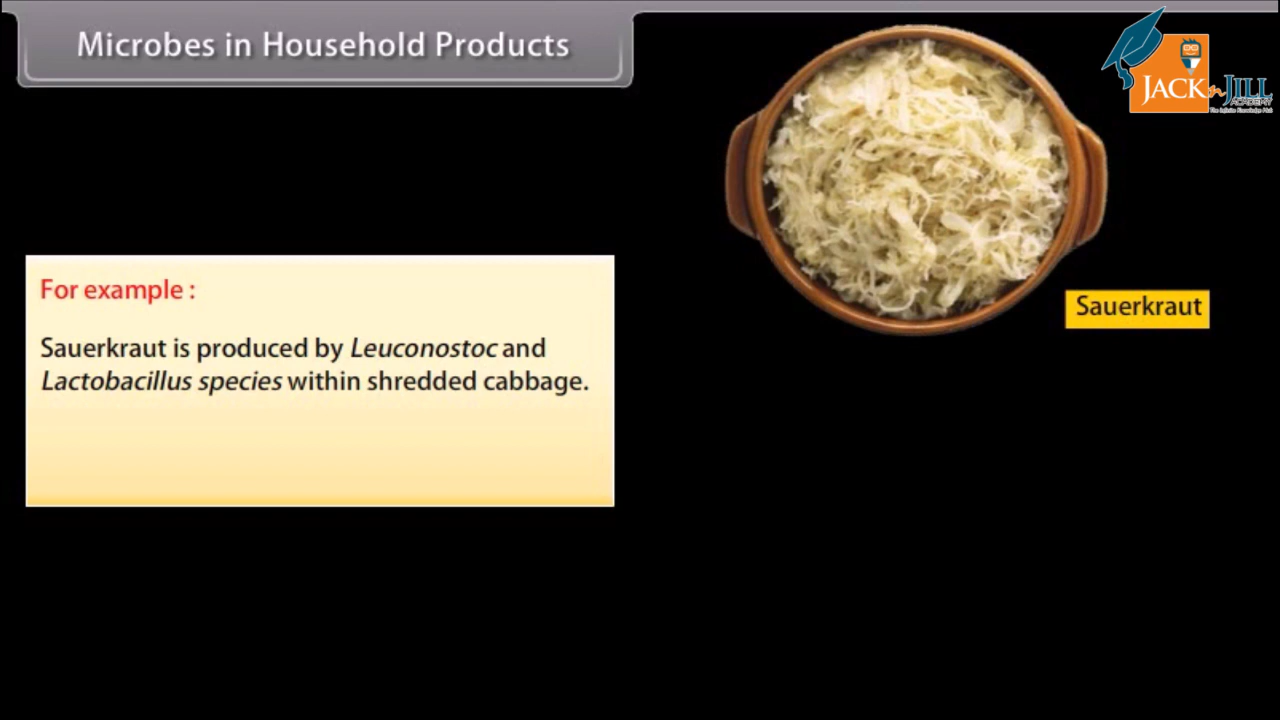 Microbes in Household Products
JACK n JILL
ACADEMY
For example :
Sauerkraut is produced by Leuconostoc and
Lactobacillus species within shredded cabbage.
Sauerkraut